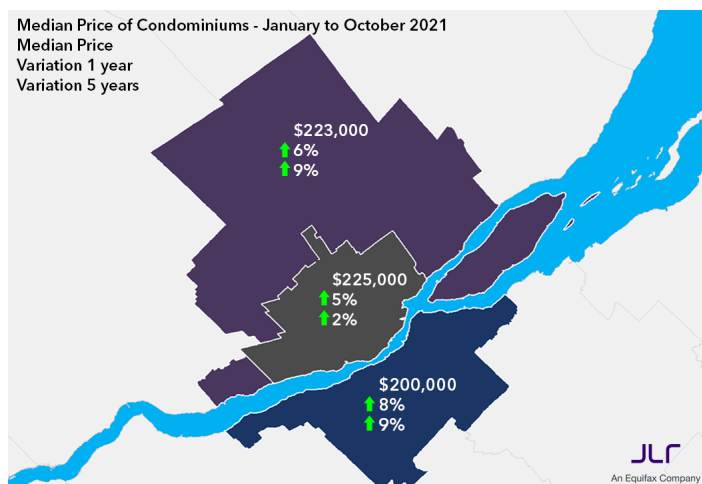 Median Price of Condominiums - January to October 2021
Median Price
Variation 1 year
Variation 5 years
$223,000
6%
9%
$225,000
5%
2%
$200,000
8%
9%
JLR
An Equifax Company